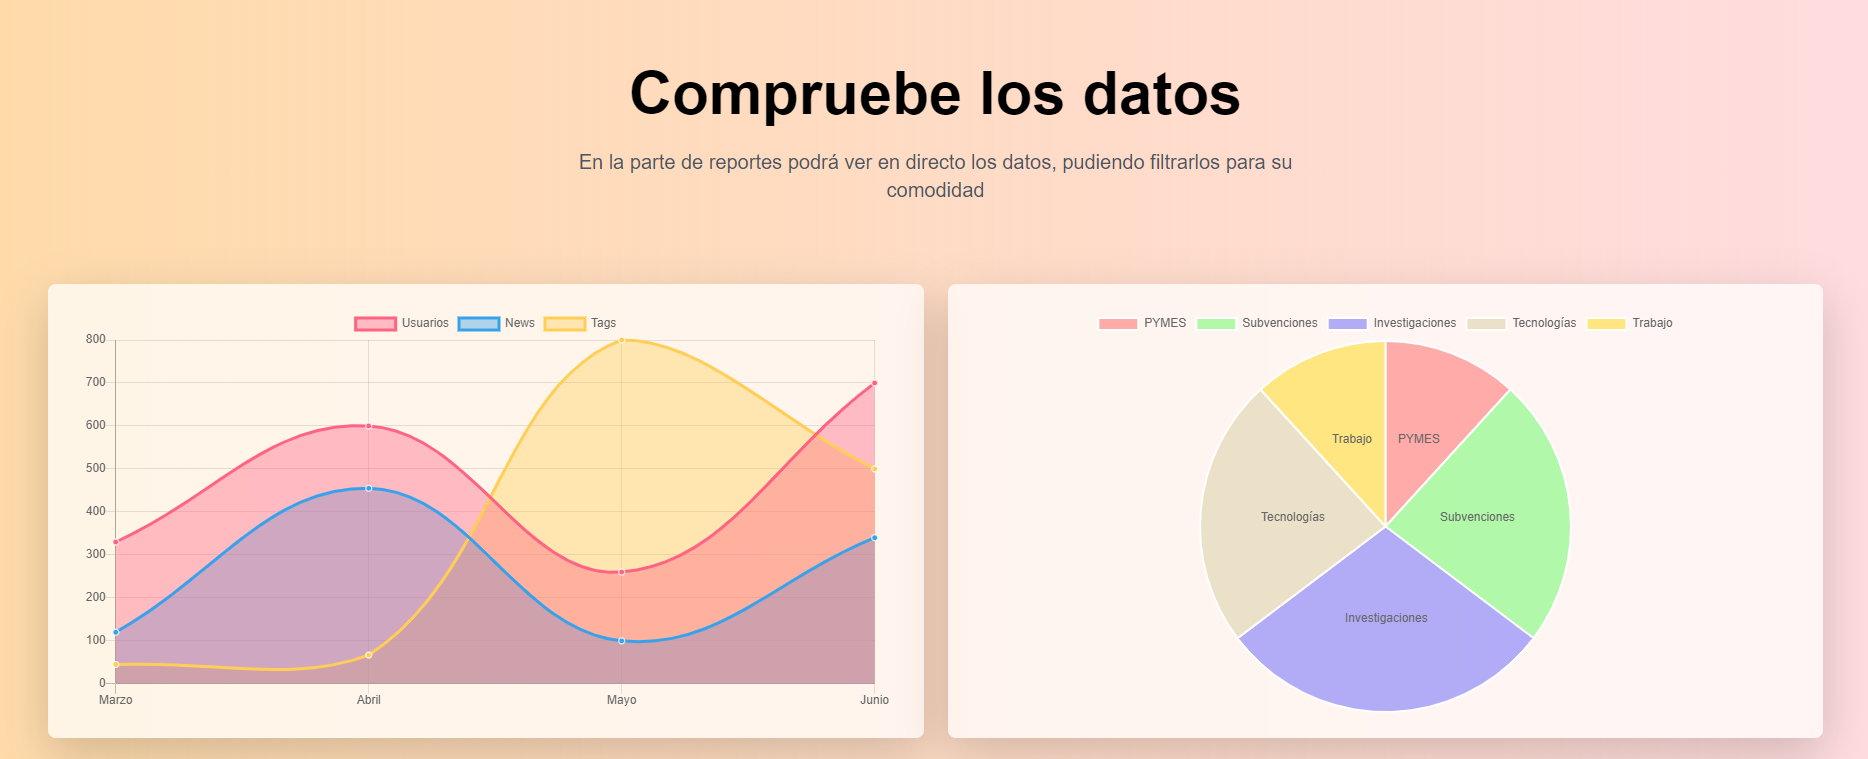 Compruebe los datos
En la parte de reportes podrá ver en directo los datos, pudiendo filtrarlos para su
comodidad
Usuarios News Tags
800
700
600
500
400
300
200
100
0
Marzo Abril Mayo Junio
PYMES Subvenciones Investigaciones Tecnologías Trabajo
Trabajo PYMES
Tecnologías Subvenciones
Investigaciones